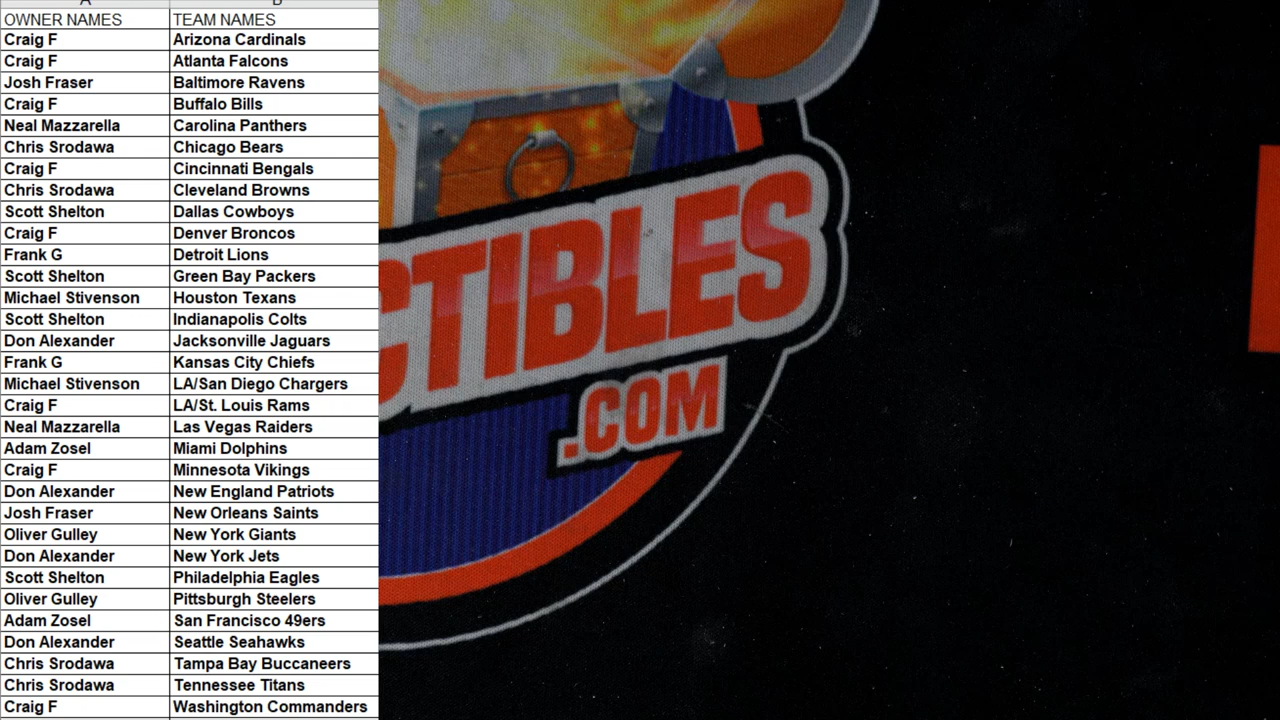 A B
OWNER NAMES TEAM NAMES
Craig F Arizona Cardinals
Craig F Atlanta Falcons
Josh Fraser Baltimore Ravens
Craig F Buffalo Bills
Neal Mazzarella Carolina Panthers
Chris Srodawa Chicago Bears
Craig F Cincinnati Bengals
Chris Srodawa Cleveland Browns
Scott Shelton Dallas Cowboys
Craig F Denver Broncos
Frank G Detroit Lions
Scott Shelton Green Bay Packers
Michael Stivenson Houston Texans
Scott Shelton Indianapolis Colts
Don Alexander Jacksonville Jaguars
Frank G Kansas City Chiefs
Michael Stivenson LA/San Diego Chargers
Craig F LA/St. Louis Rams
Neal Mazzarella Las Vegas Raiders
Adam Zosel Miami Dolphins
Craig F Minnesota Vikings
Don Alexander New England Patriots
Josh Fraser New Orleans Saints
Oliver Gulley New York Giants
Don Alexander New York Jets
Scott Shelton Philadelphia Eagles
Oliver Gulley Pittsburgh Steelers
Adam Zosel San Francisco 49ers
Don Alexander Seattle Seahawks
Chris Srodawa Tampa Bay Buccaneers
Chris Srodawa Tennessee Titans
Craig F Washington Commanders
CTIBLES
.COM